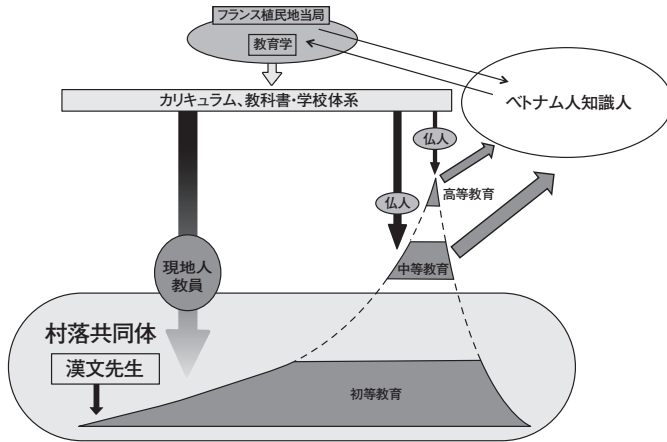 フランス植民地当局
教育学
カリキュラム、教科書・学校体系
ベトナム人知識人
仏人
仏人
高等教育
中等教育
現地人
教員
村落共同体
漢文先生
初等教育